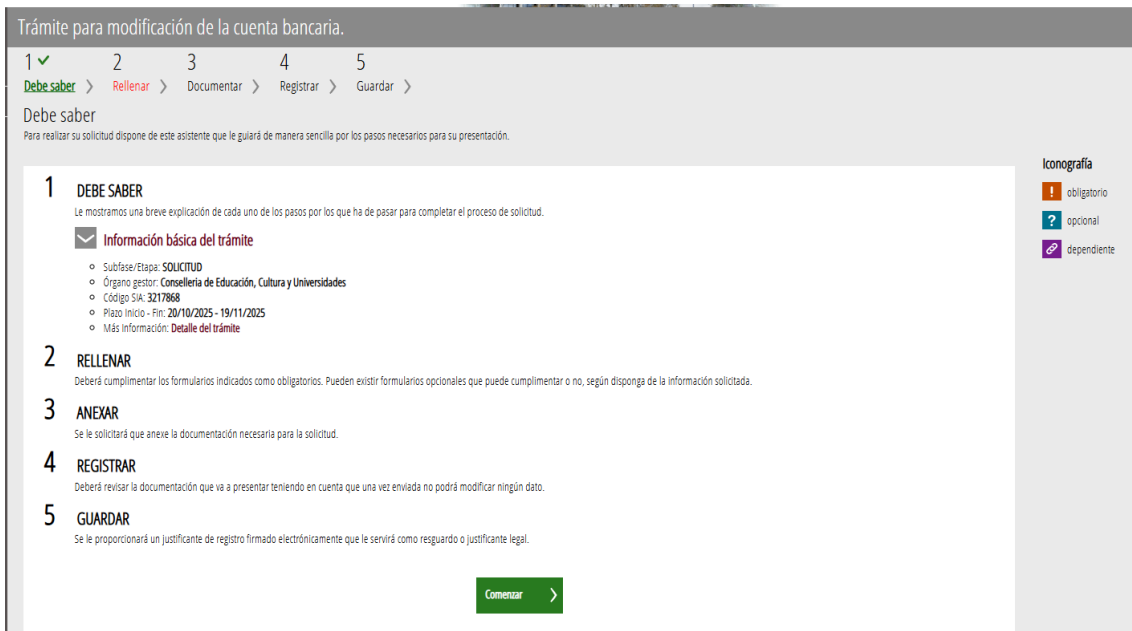 Trámite para modificación de la cuenta bancaria.
1 2 3 4 5
Debe saber Rellenar Documentar Registrar Guardar
Debe saber
Para realizar su solicitud dispone de este asistente que le guiará de manera sencilla por los pasos necesarios para su presentación.
Iconografía
! obligatorio
? opcional
dependiente
1 DEBE SABER
Le mostramos una breve explicación de cada uno de los pasos por los que ha de pasar para completar el proceso de solicitud.
Información básica del trámite
Subfase/Etapa: SOLICITUD
Órgano gestor: Conselleria de Educación, Cultura y Universidades
Código SIA: 3217868
Plazo Inicio - Fin: 20/10/2025 - 19/11/2025
Más Información: Detalle del trámite
2 RELLENAR
Deberá cumplimentar los formularios indicados como obligatorios. Pueden existir formularios opcionales que puede cumplimentar o no, según disponga de la información solicitada.
3 ANEXAR
Se le solicitará que anexe la documentación necesaria para la solicitud.
4 REGISTRAR
Deberá revisar la documentación que va a presentar teniendo en cuenta que una vez enviada no podrá modificar ningún dato.
5 GUARDAR
Se le proporcionará un justificante de registro firmado electrónicamente que le servirá como resguardo o justificante legal.
Comenzar